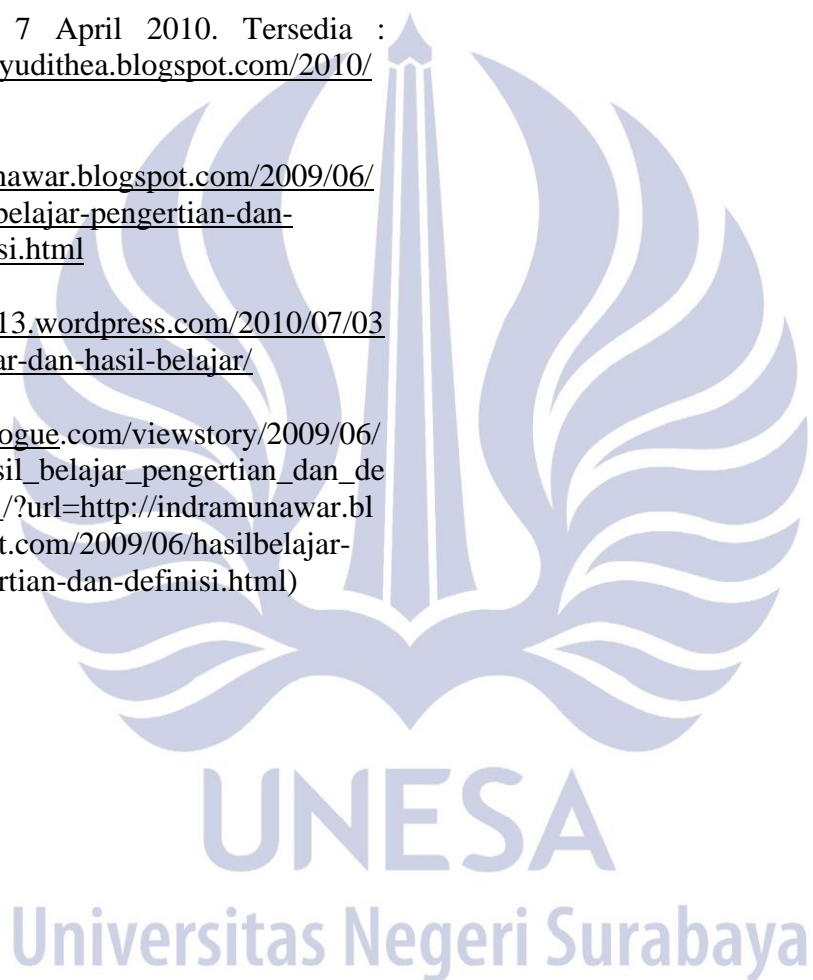 7 April 2010. Tersedia :
yudithea.blogspot.com/2010/
nawar.blogspot.com/2009/06/
belajar-pengertian-dan-
si.html
13.wordpress.com/2010/07/03
ar-dan-hasil-belajar/
ogue.com/viewstory/2009/06/
sil_belajar_pengertian_dan_de
_/?url=http://indramunawar.bl
t.com/2009/06/hasilbelajar-
rtian-dan-definisi.html)
UNESA
Universitas Negeri Surabaya